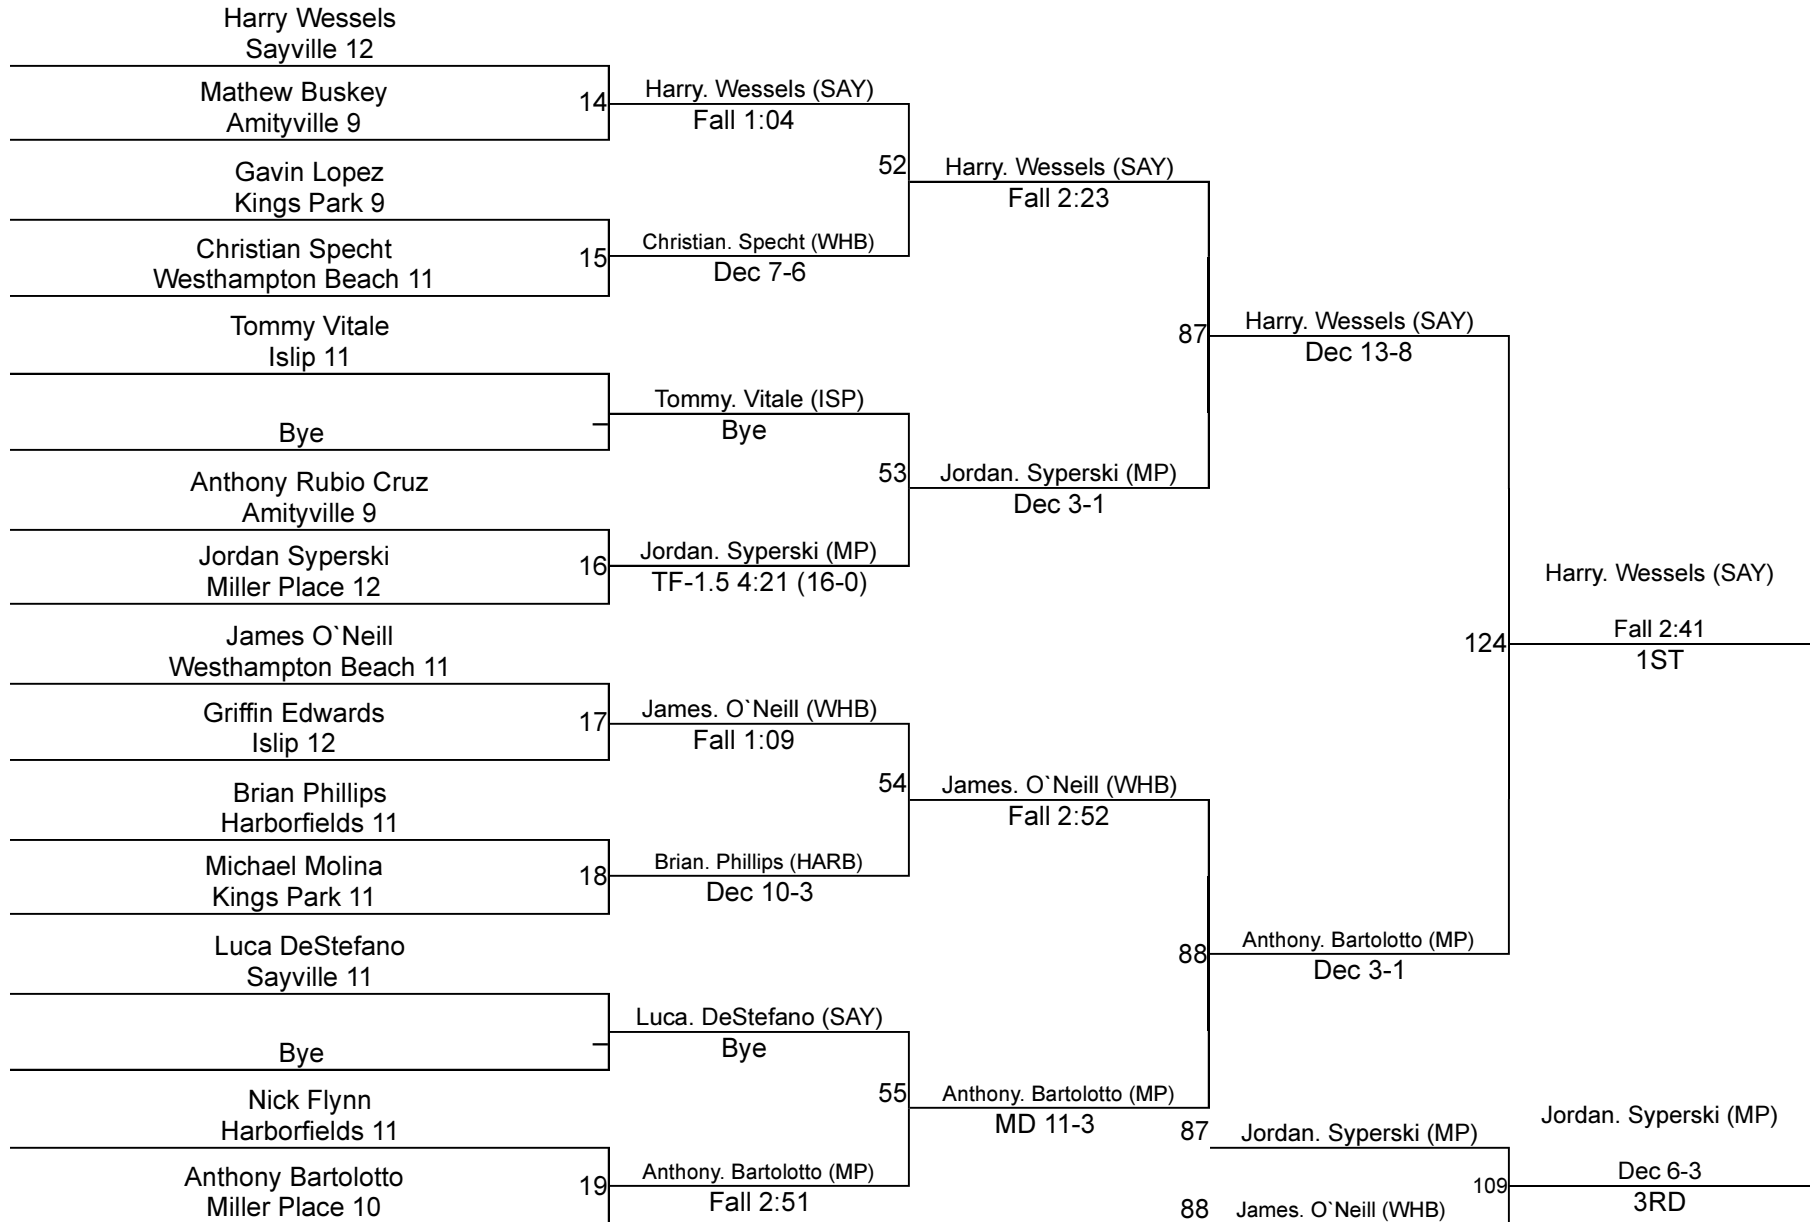 Harry Wessels
Sayville 12
Mathew Buskey
Amityville 9
14
Harry. Wessels (SAY)
Fall 1:04
Gavin Lopez
Kings Park 9
Christian Specht
Westhampton Beach 11
15
Christian. Specht (WHB)
Dec 7-6
52
Harry. Wessels (SAY)
Fall 2:23
Tommy Vitale
Islip 11
Bye
Tommy. Vitale (ISP)
Bye
Anthony Rubio Cruz
Amityville 9
Jordan Syperski
Miller Place 12
16
Jordan. Syperski (MP)
TF-1.5 4:21 (16-0)
53
Jordan. Syperski (MP)
Dec 3-1
87
Harry. Wessels (SAY)
Dec 13-8
James O`Neill
Westhampton Beach 11
Griffin Edwards
Islip 12
17
James. O`Neill (WHB)
Fall 1:09
Brian Phillips
Harborfields 11
Michael Molina
Kings Park 11
18
Brian. Phillips (HARB)
Dec 10-3
54
James. O`Neill (WHB)
Fall 2:52
Luca DeStefano
Sayville 11
Bye
Luca. DeStefano (SAY)
Bye
Nick Flynn
Harborfields 11
Anthony Bartolotto
Miller Place 10
19
Anthony. Bartolotto (MP)
Fall 2:51
55
Anthony. Bartolotto (MP)
MD 11-3
88
Anthony. Bartolotto (MP)
Dec 3-1
124
Harry. Wessels (SAY)
Fall 2:41
1ST
87
Jordan. Syperski (MP)
88
James. O`Neill (WHB)
109
Jordan. Syperski (MP)
Dec 6-3
3RD